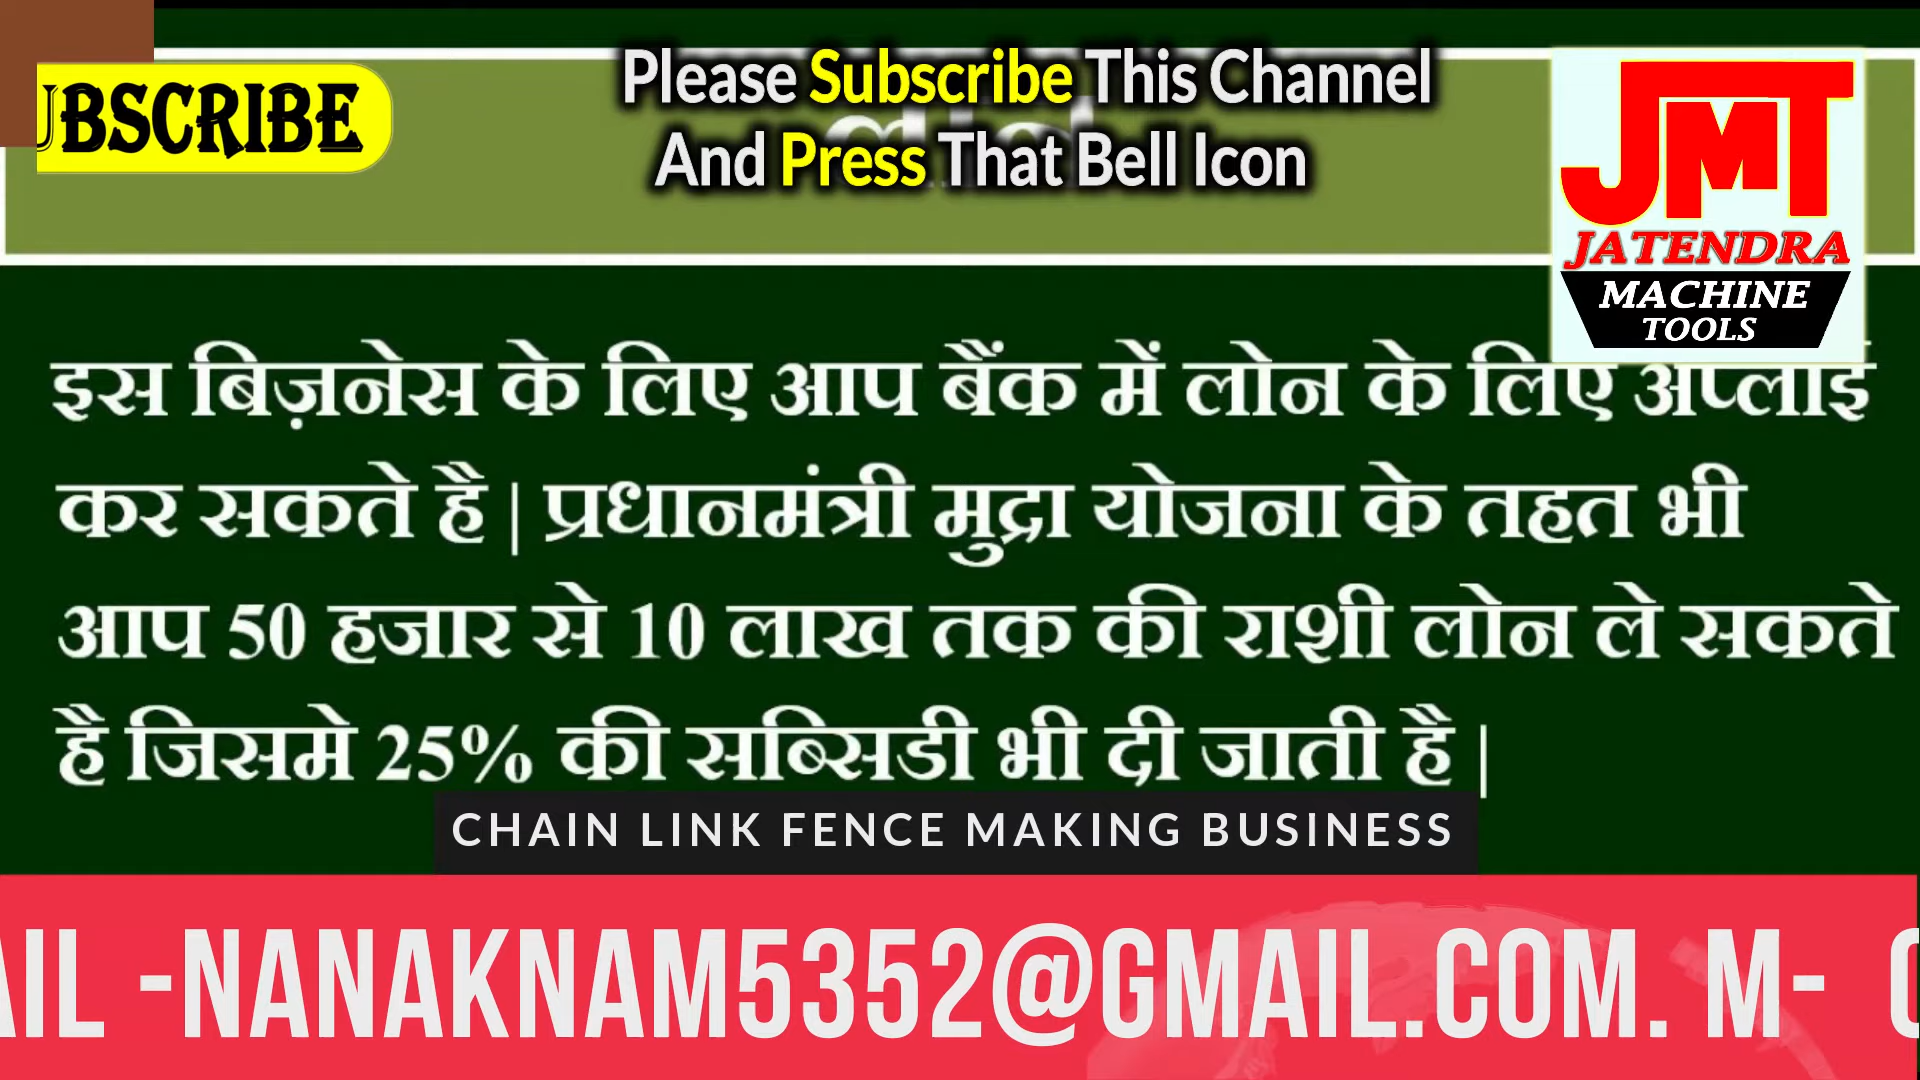 Please Subscribe This Channel
And Press That Bell Icon
JMT
JATENDRA
MACHINE
TOOLS
इस बिज़नेस के लिए आप बैंक में लोन के लिए अप्लाई
कर सकते है | प्रधानमंत्री मुद्रा योजना के तहत भी
आप 50 हजार से 10 लाख तक की राशी लोन ले सकते
है जिसमे 25% की सब्सिडी भी दी जाती है |
CHAIN LINK FENCE MAKING BUSINESS
-NANAKNAM5352@GMAIL.COM. M-